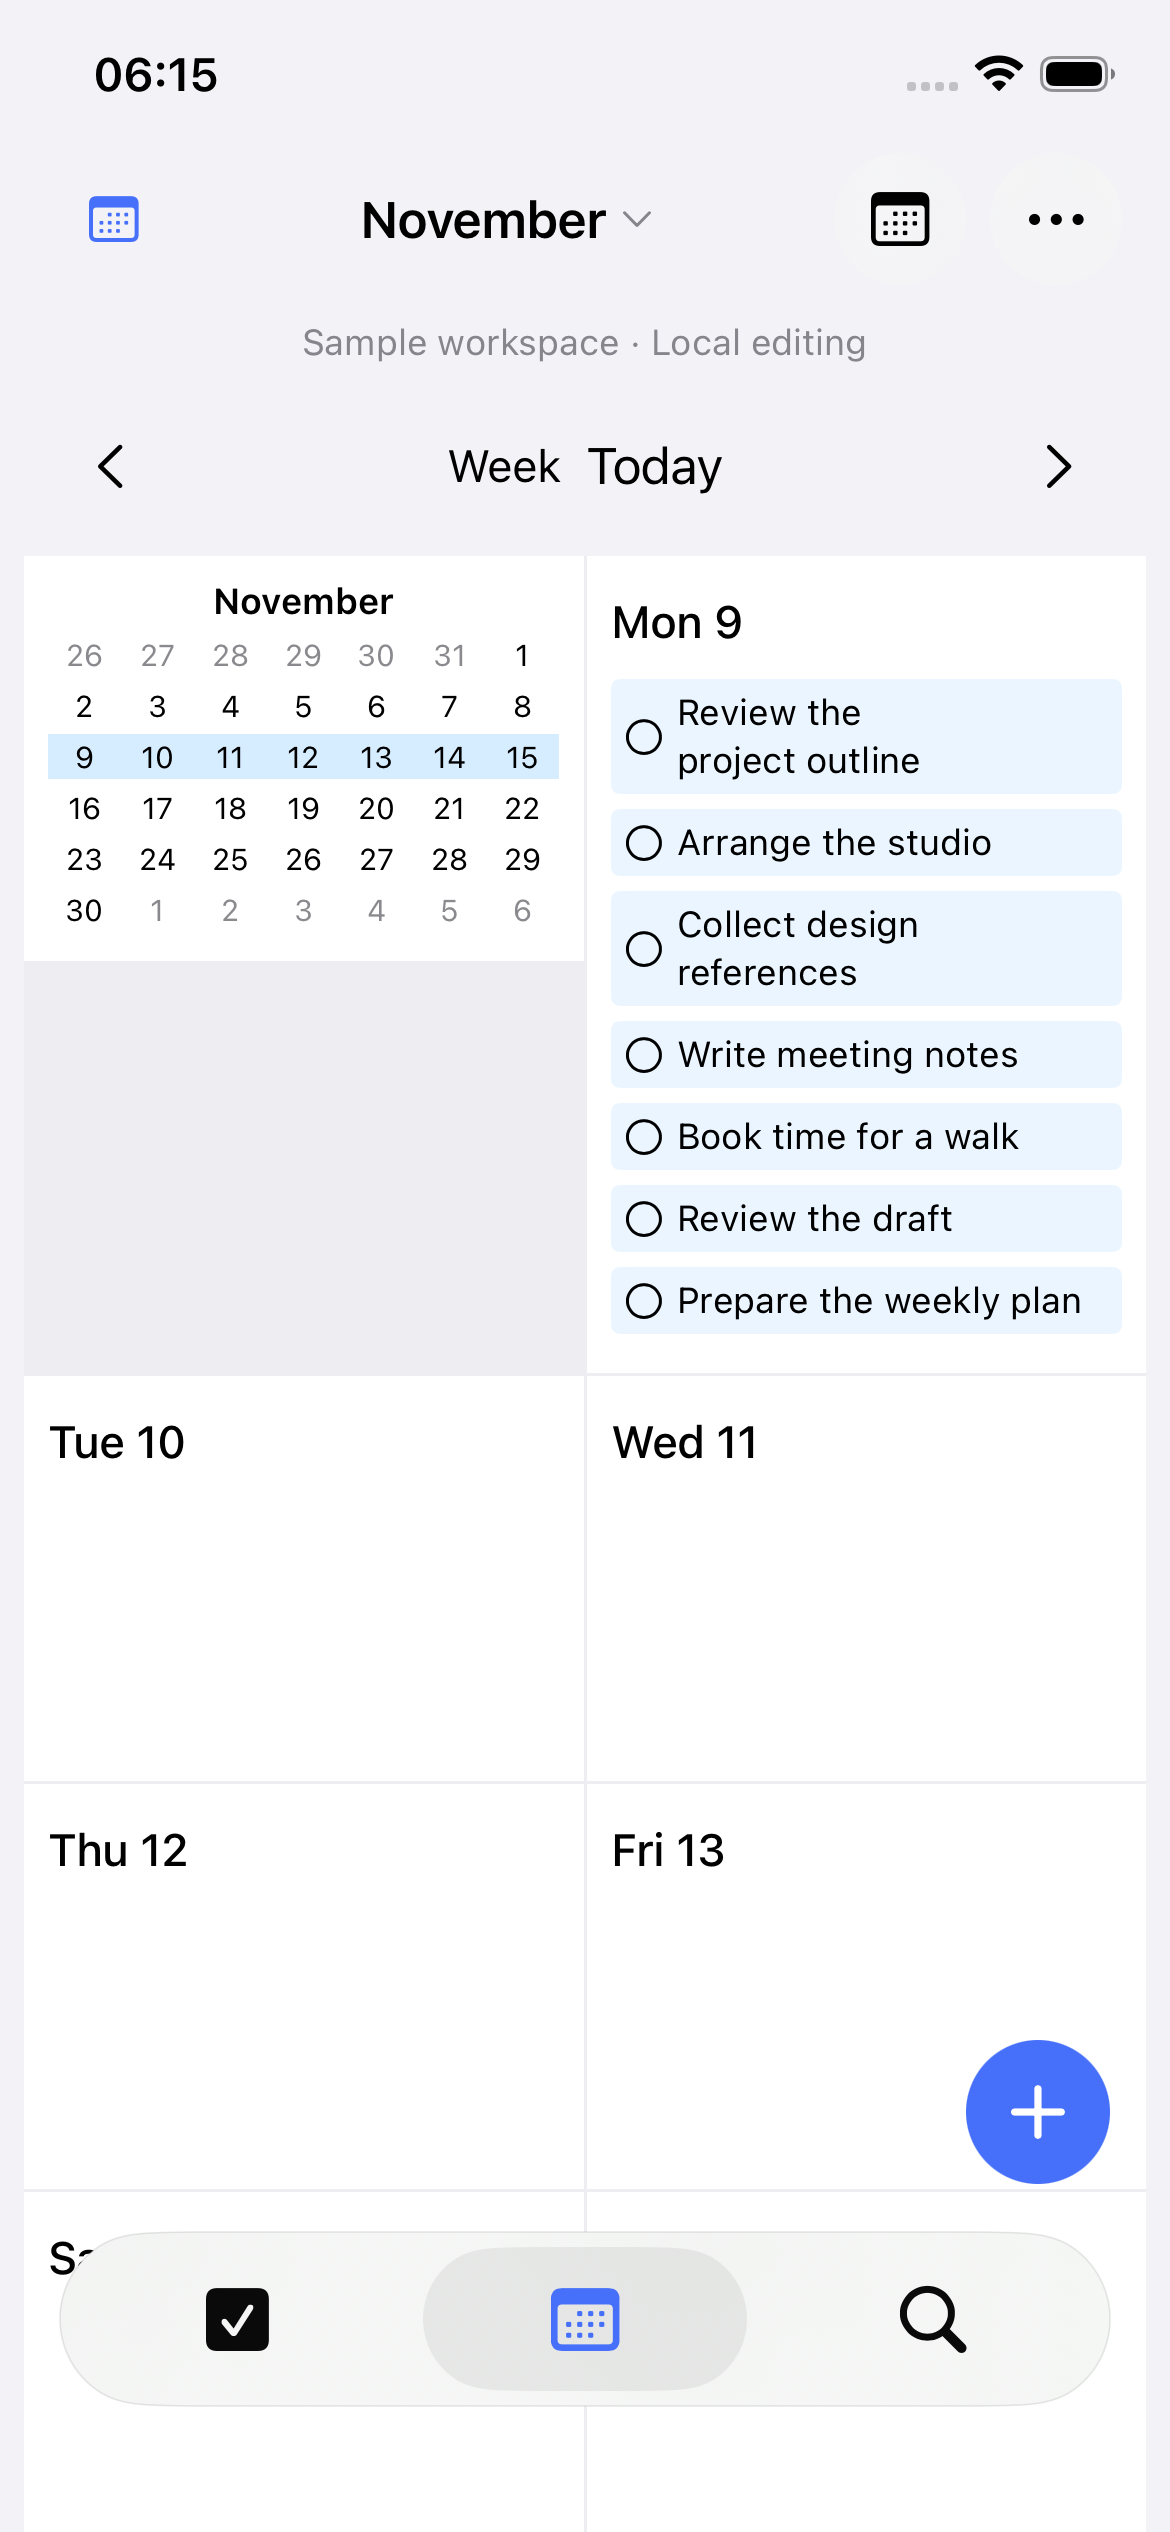 06:15
November
Sample workspace · Local editing
Week Today
November
26 27 28 29 30 31 1
2 3 4 5 6 7 8
9 10 11 12 13 14 15
16 17 18 19 20 21 22
23 24 25 26 27 28 29
30 1 2 3 4 5 6
Mon 9
Review the
project outline
Arrange the studio
Collect design
references
Write meeting notes
Book time for a walk
Review the draft
Prepare the weekly plan
Tue 10
Wed 11
Thu 12
Fri 13